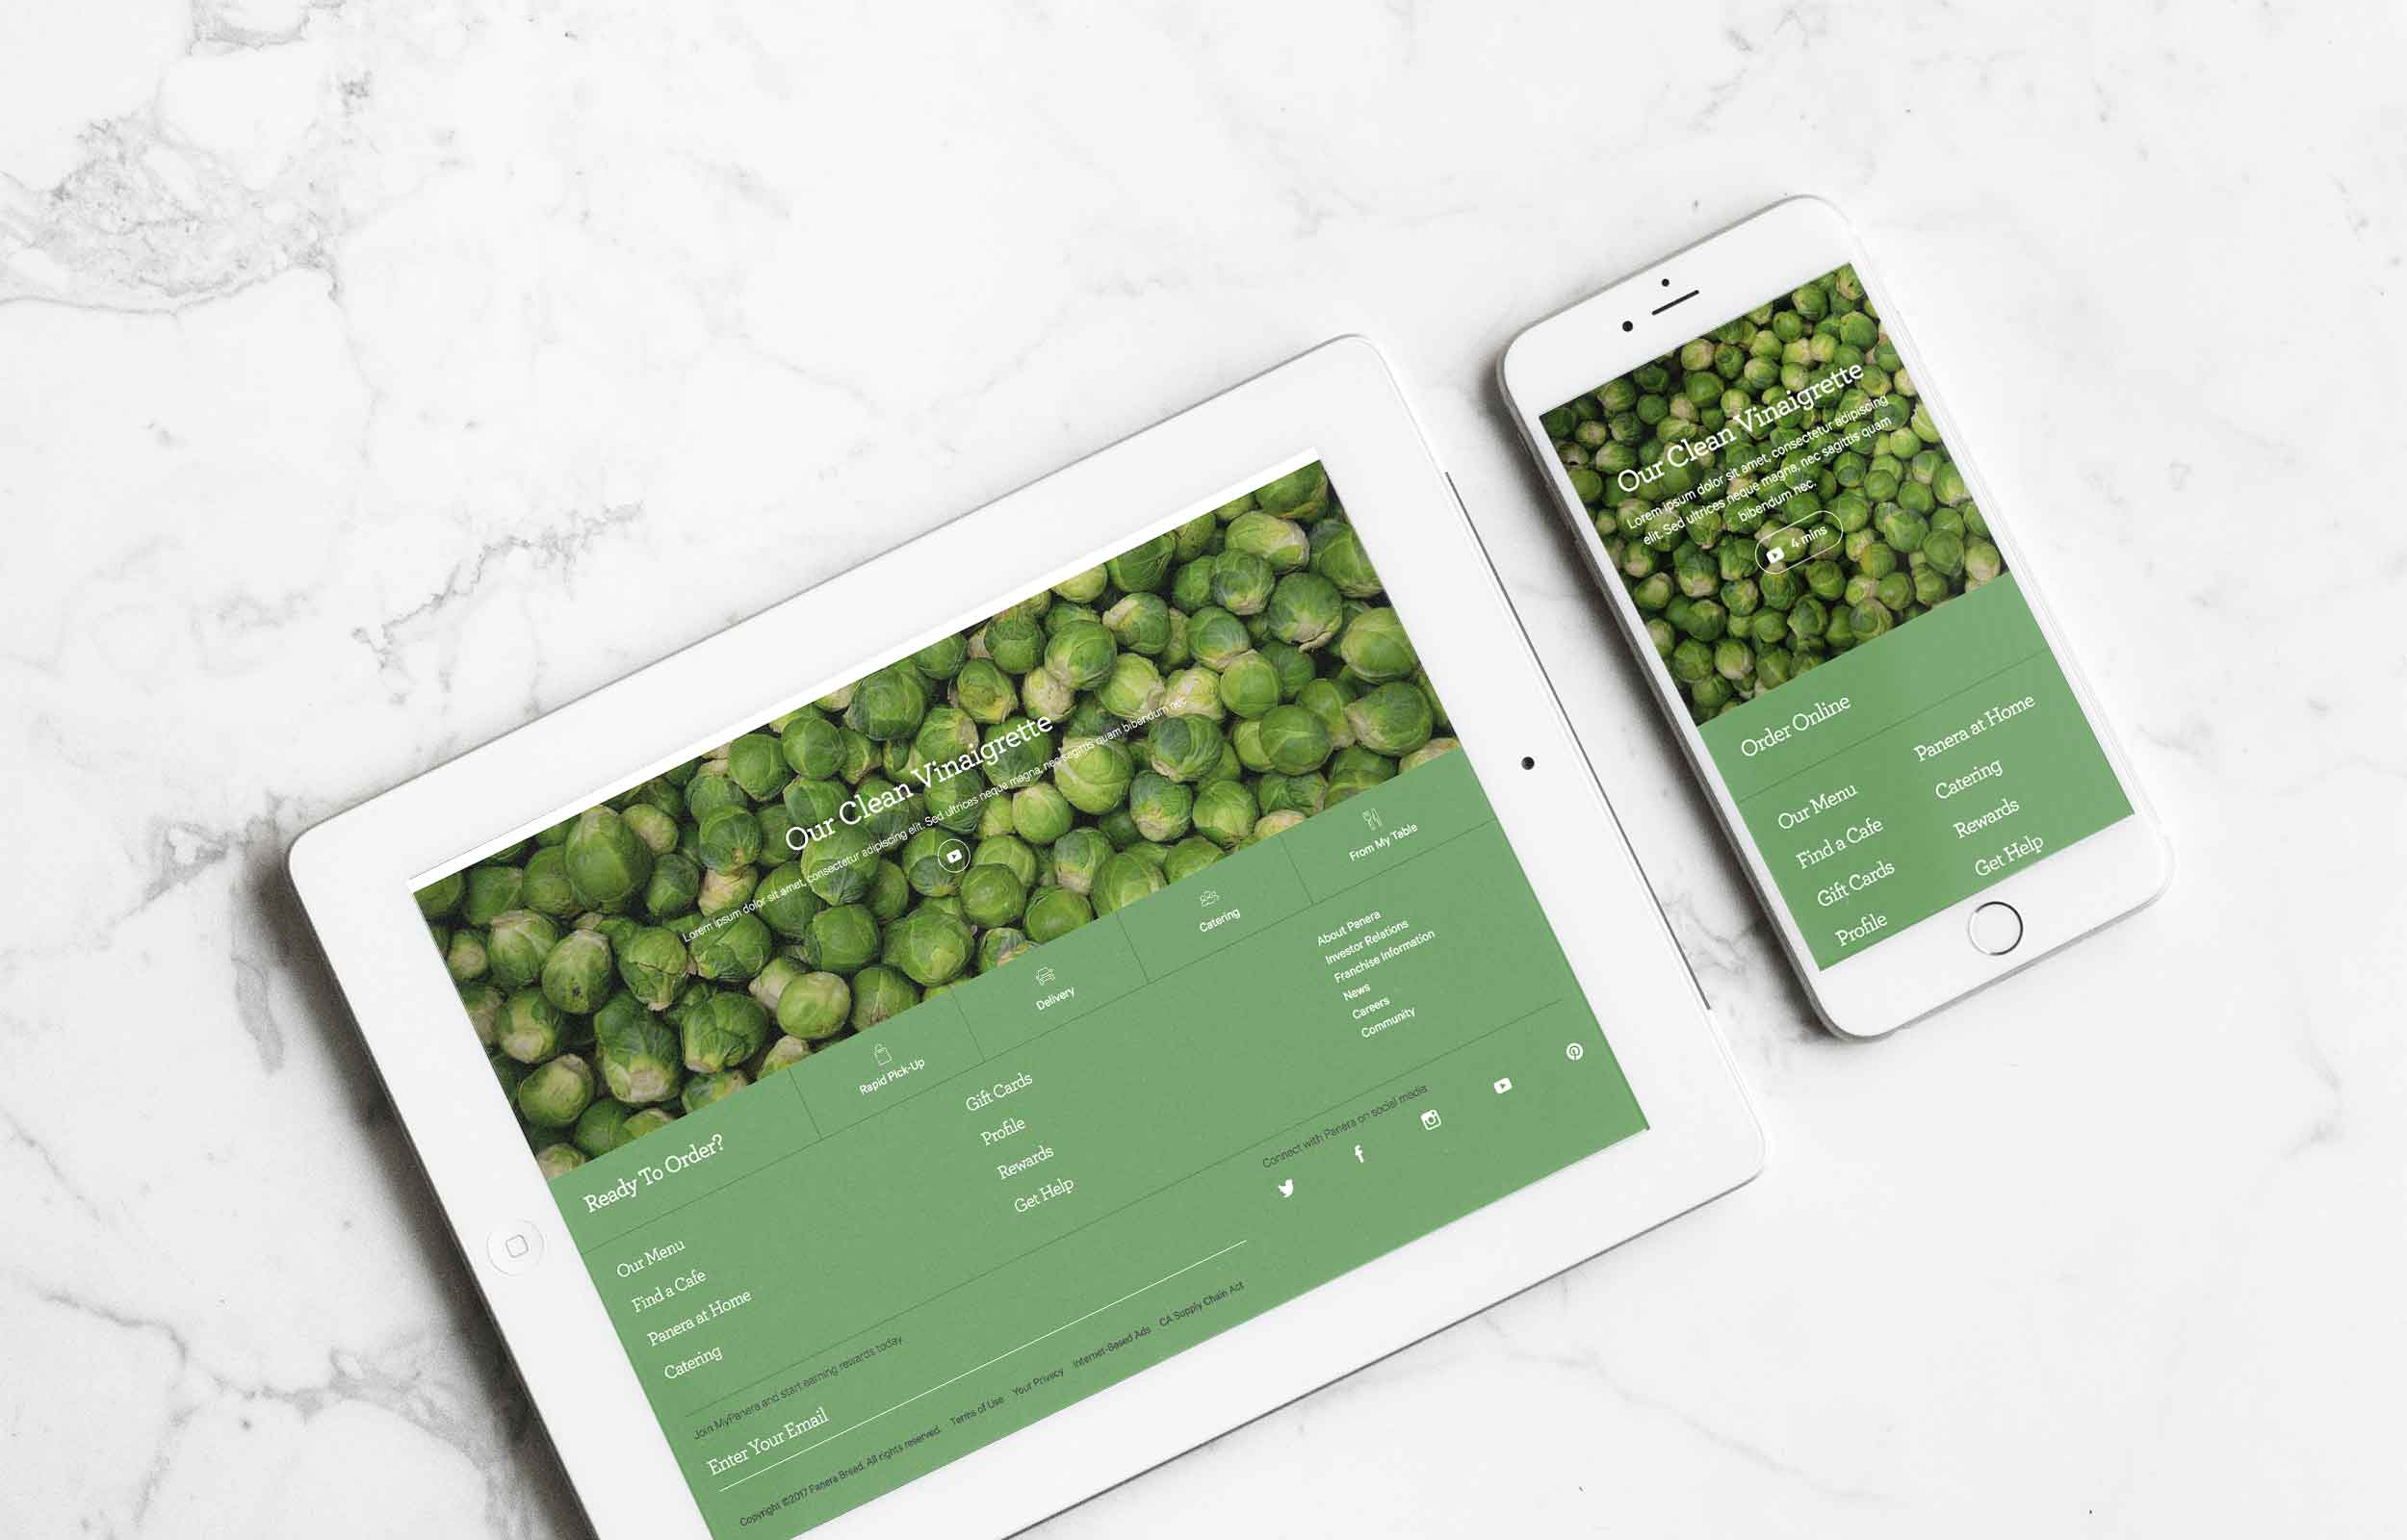 Our Clean Vinaigrette
Lorem ipsum dolor sit amet, consectetur adipiscing elit. Sed ultrices neque magna, nec sagittis quam bibendum nec.
Ready To Order?
Rapid Pick-Up
Delivery
Catering
From My Table
Our Menu
Find a Cafe
Panera at Home
Catering
Gift Cards
Profile
Rewards
Get Help
About Panera
Investor Relations
Franchise Information
News
Careers
Community
Join MyPanera and start earning rewards today.
Enter Your Email
Connect with Panera on social media
Copyright ©2017 Panera Bread. All rights reserved. Terms of Use Your Privacy Internet-Based Ads CA Supply Chain Act
Our Clean Vinaigrette
Lorem ipsum dolor sit amet, consectetur adipiscing
elit. Sed ultrices neque magna, nec sagittis quam
bibendum nec.
4 mins
Order Online
Our Menu
Find a Cafe
Gift Cards
Profile
Panera at Home
Catering
Rewards
Get Help